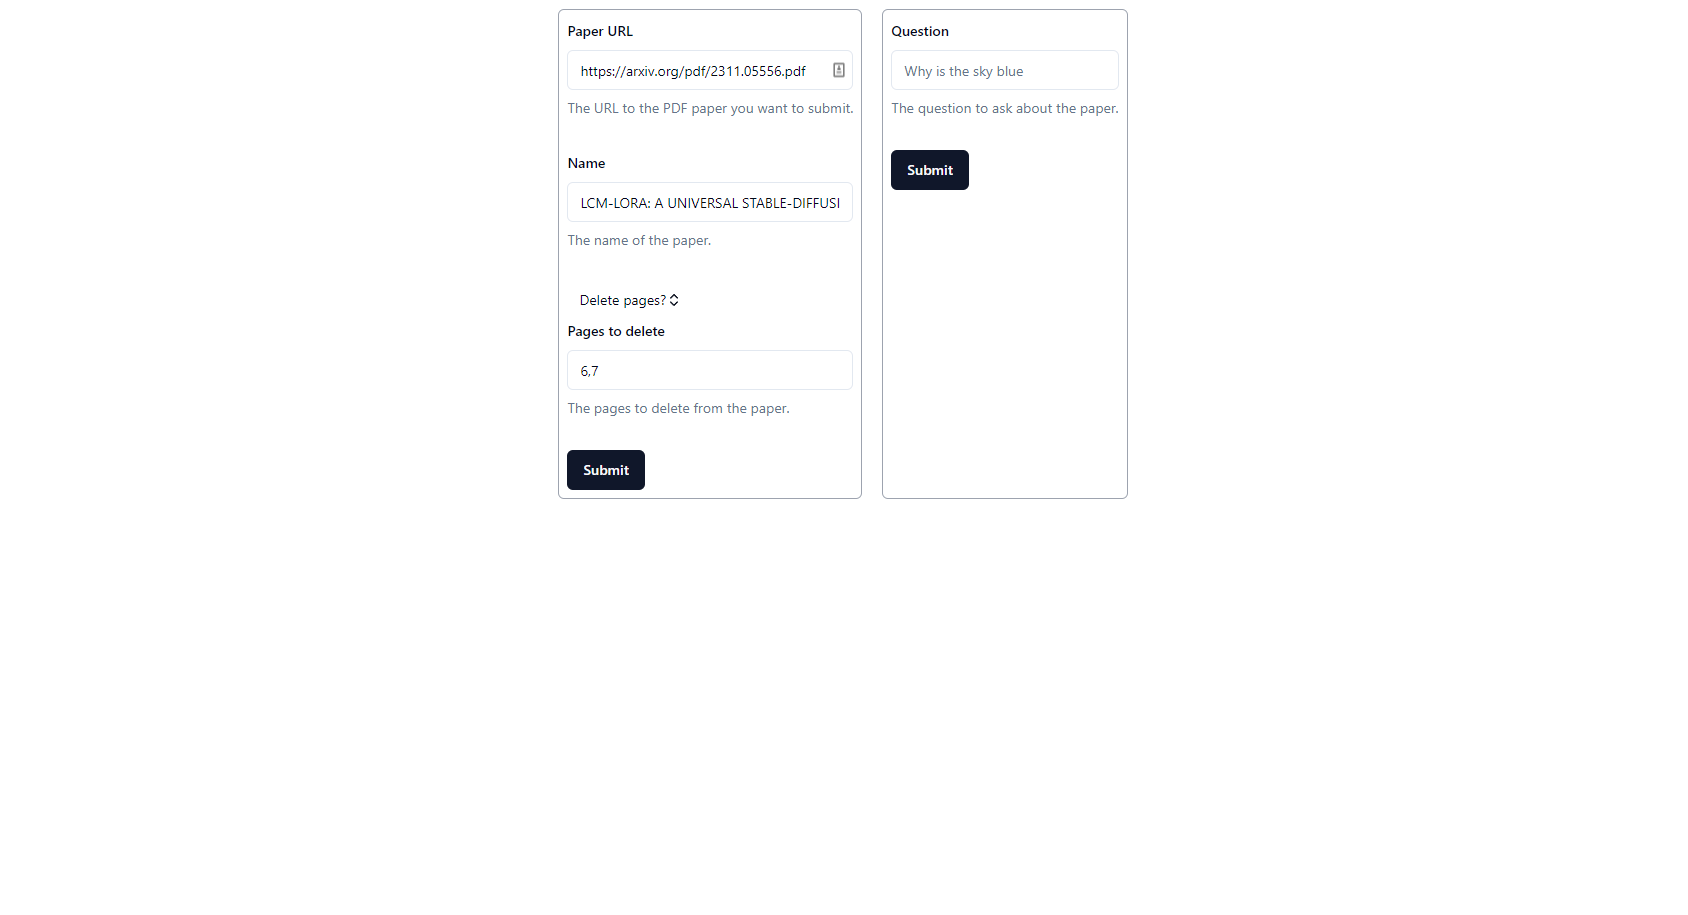 Paper URL
https://arxiv.org/pdf/2311.05556.pdf
The URL to the PDF paper you want to submit.
Name
LCM-LORA: A UNIVERSAL STABLE-DIFFUSI
The name of the paper.
Delete pages?
Pages to delete
6,7
The pages to delete from the paper.
Submit
Question
Why is the sky blue
The question to ask about the paper.
Submit